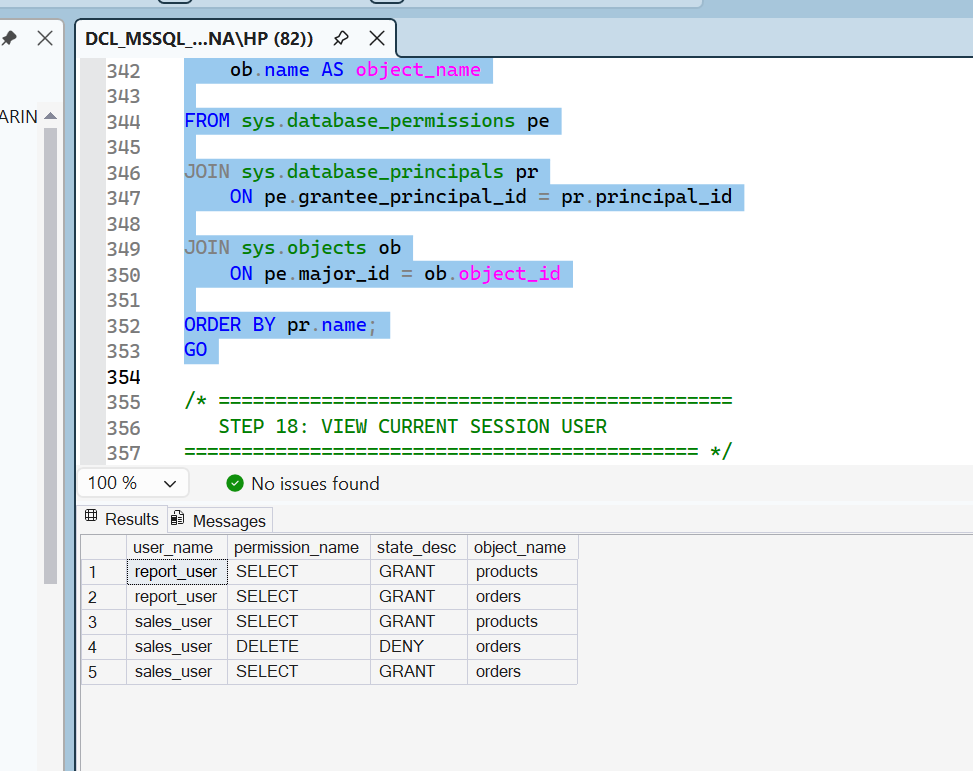 DCL_MSSQL_...NA\HP (82))
ARIN
342 ob.name AS object_name
343
344 FROM sys.database_permissions pe
345
346 JOIN sys.database_principals pr
347 ON pe.grantee_principal_id = pr.principal_id
348
349 JOIN sys.objects ob
350 ON pe.major_id = ob.object_id
351
352 ORDER BY pr.name;
353 GO
354
355 /* =============================================
356 STEP 18: VIEW CURRENT SESSION USER
357 ============================================= */
100 % No issues found
Results Messages
user_name permission_name state_desc object_name
1 report_user SELECT GRANT products
2 report_user SELECT GRANT orders
3 sales_user SELECT GRANT products
4 sales_user DELETE DENY orders
5 sales_user SELECT GRANT orders